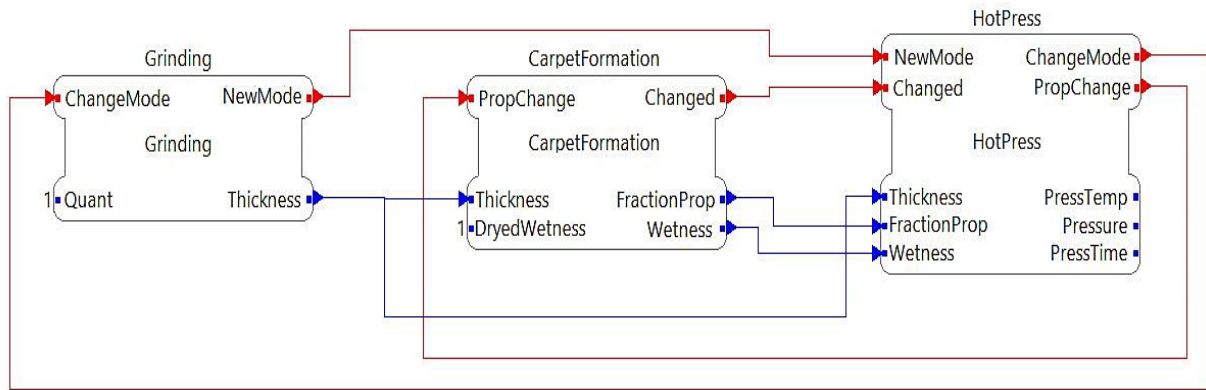 Grinding
ChangeMode NewMode
Grinding
1 Quant Thickness
CarpetFormation
PropChange Changed
CarpetFormation
Thickness FractionProp
1 DryedWetness Wetness
HotPress
NewMode ChangeMode
Changed PropChange
HotPress
Thickness PressTemp
FractionProp Pressure
Wetness PressTime